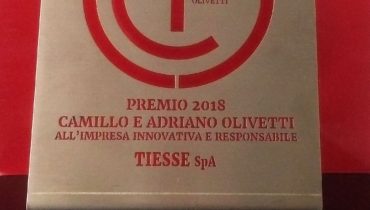 OLIVETTI
PREMIO 2018
CAMILLO E ADRIANO OLIVETTI
ALL'IMPRESA INNOVATIVA E RESPONSABILE
TIESSE SpA